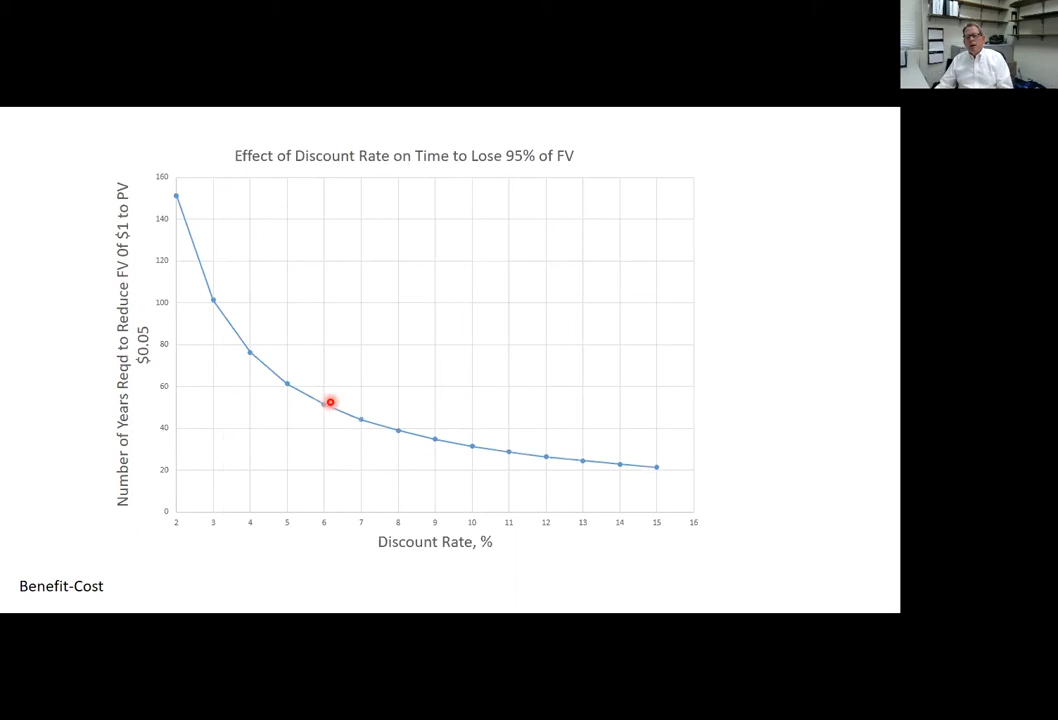 Effect of Discount Rate on Time to Lose 95% of FV
Number of Years Reqd to Reduce FV 0f $1 to PV
$0.05
160
140
120
100
80
60
40
20
0
2 3 4 5 6 7 8 9 10 11 12 13 14 15 16
Discount Rate, %
Benefit-Cost